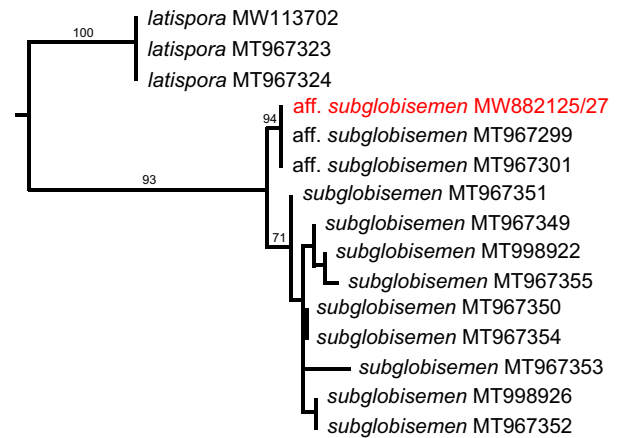 latispora MW113702
100
latispora MT967323
latispora MT967324
aff. subglobisemen MW882125/27
94
aff. subglobisemen MT967299
aff. subglobisemen MT967301
93
subglobisemen MT967351
subglobisemen MT967349
71
subglobisemen MT998922
subglobisemen MT967355
subglobisemen MT967350
subglobisemen MT967354
subglobisemen MT967353
subglobisemen MT998926
subglobisemen MT967352